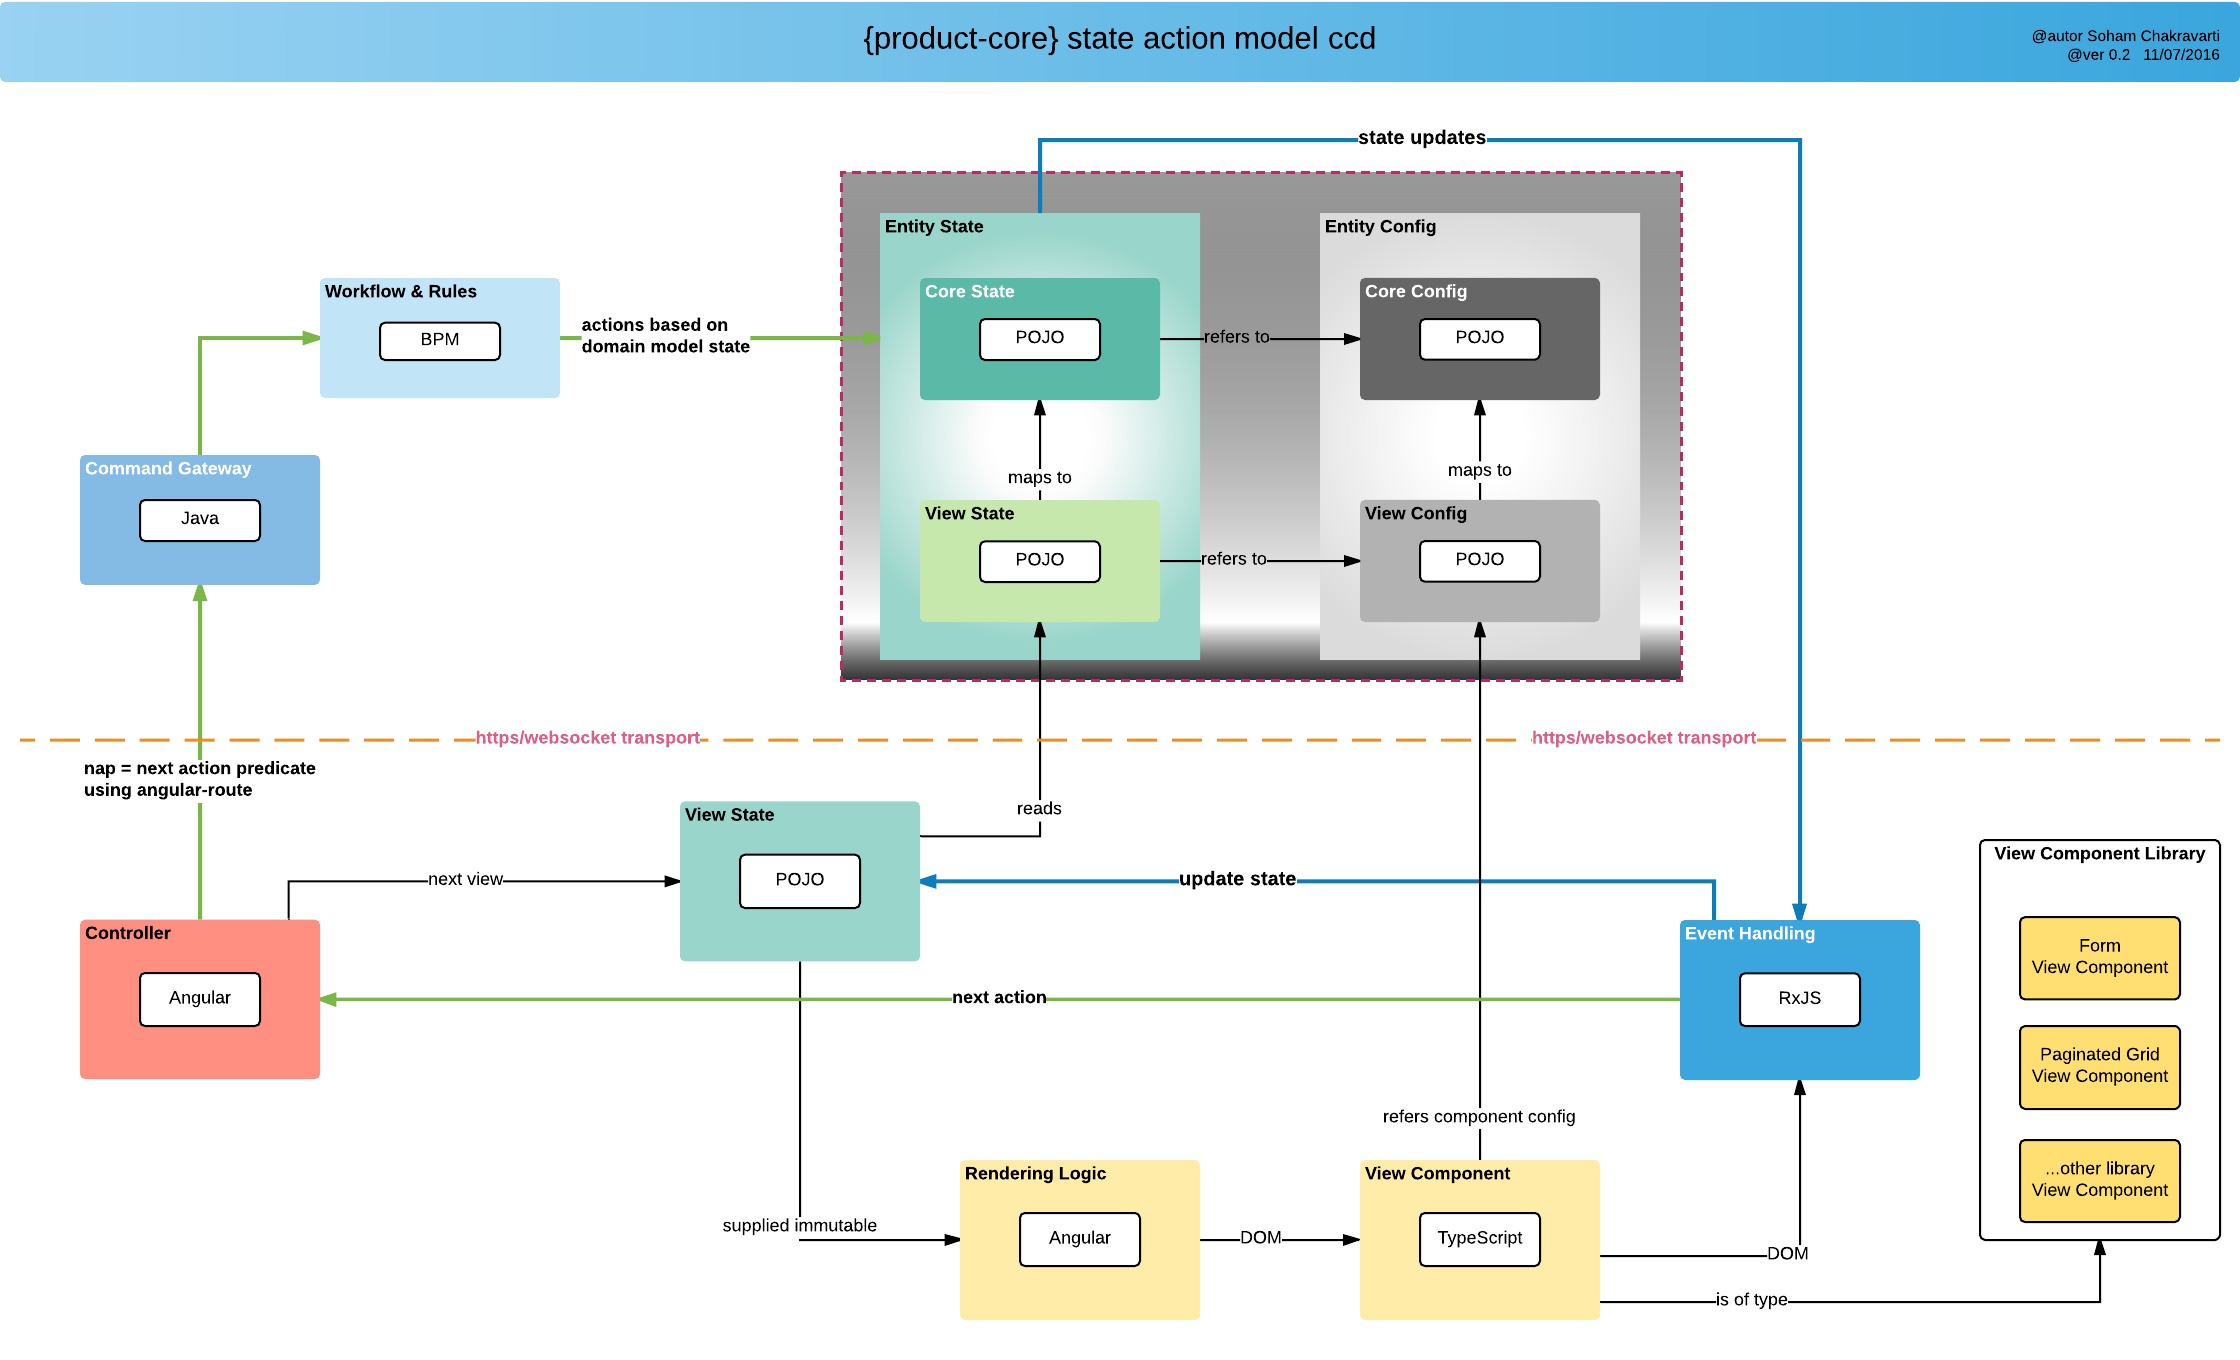 {product-core} state action model ccd
@autor Soham Chakravarti
@ver 0.2   11/07/2016
state updates
Entity State
Entity Config
Workflow & Rules
BPM
actions based on
domain model state
Core State
POJO
refers to
Core Config
POJO
Command Gateway
Java
maps to
maps to
View State
POJO
refers to
View Config
POJO
https/websocket transport
https/websocket transport
nap = next action predicate
using angular-route
View State
POJO
reads
next view
update state
Controller
Angular
next action
Event Handling
RxJS
View Component Library
Form
View Component
Paginated Grid
View Component
...other library
View Component
refers component config
supplied immutable
Rendering Logic
Angular
DOM
View Component
TypeScript
DOM
is of type